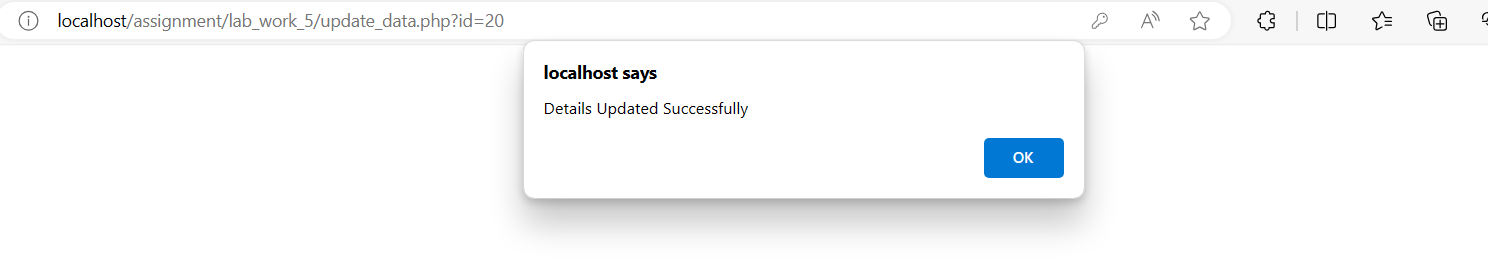 localhost/assignment/lab_work_5/update_data.php?id=20
localhost says
Details Updated Successfully
OK